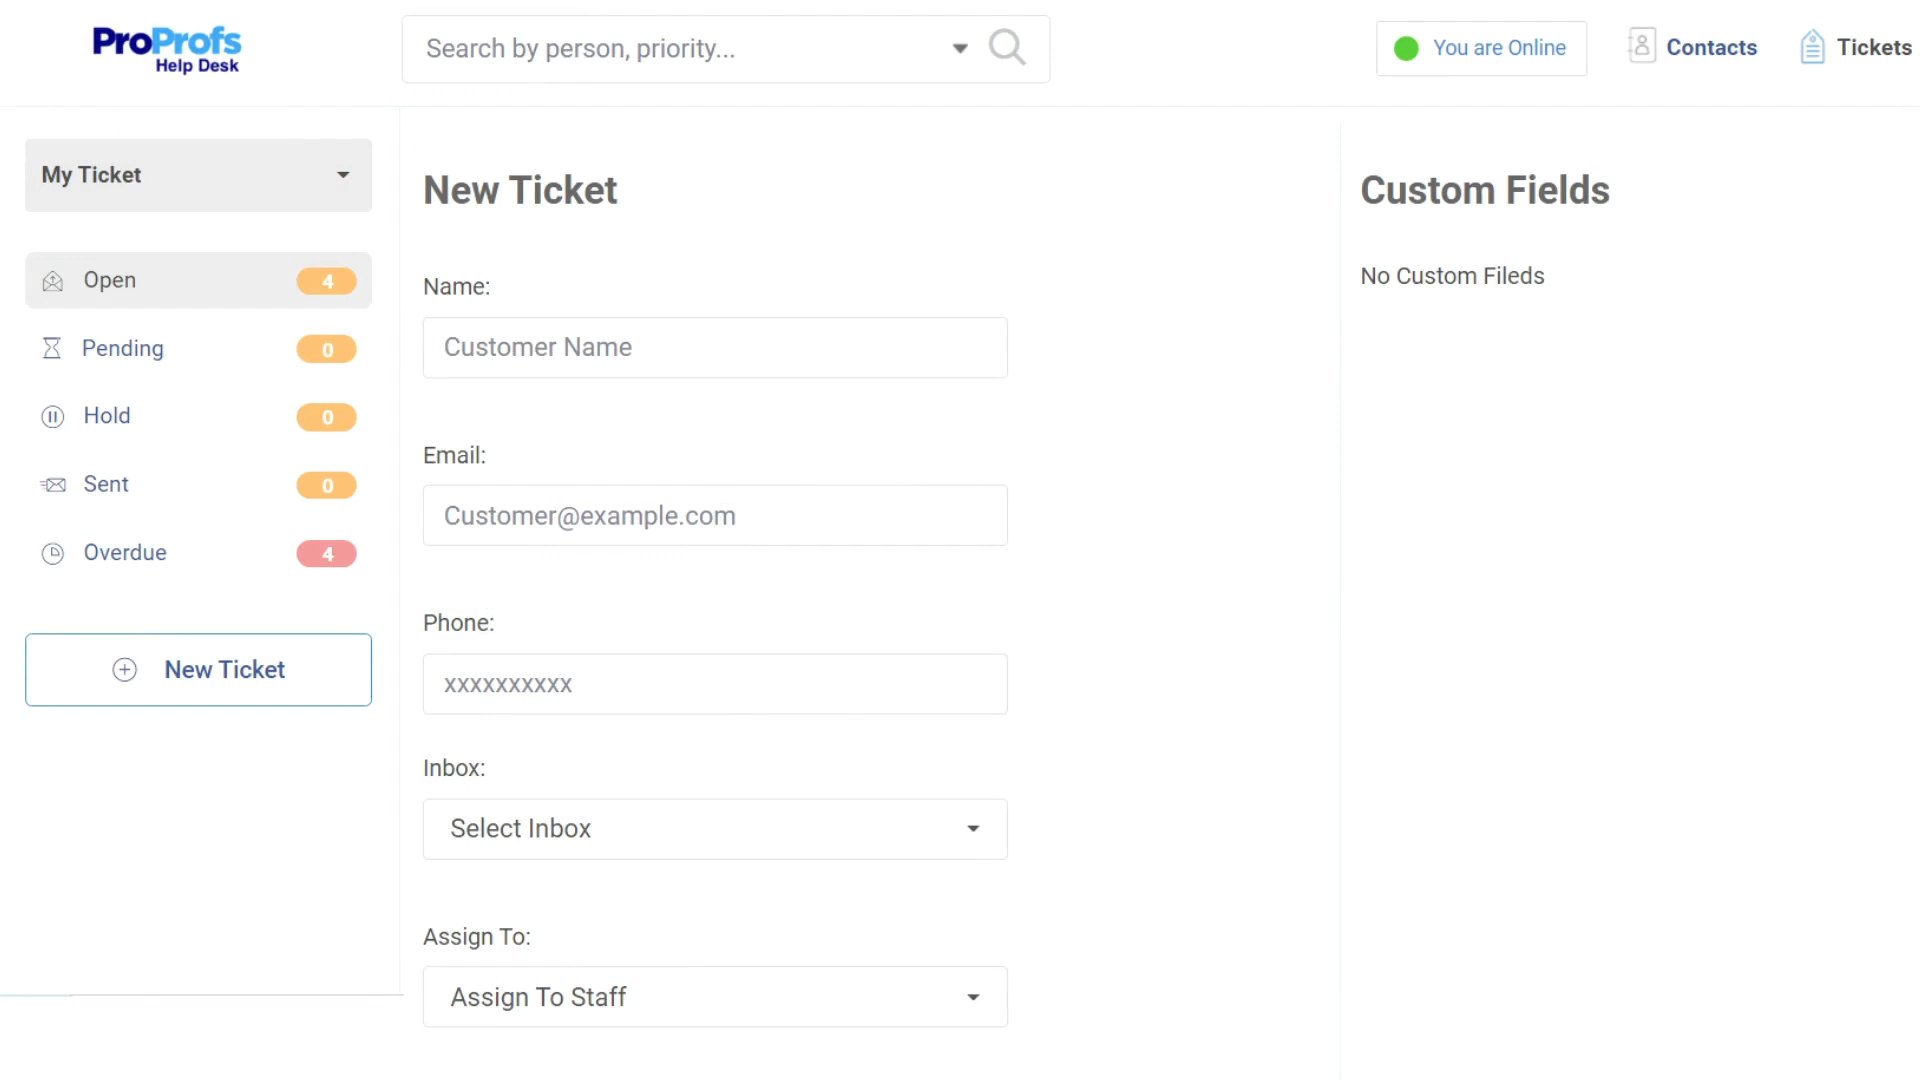 ProProfs
Help Desk
Search by person, priority...
You are Online
Contacts
Tickets
My Ticket
Open 4
Pending 0
Hold 0
Sent 0
Overdue 4
New Ticket
New Ticket
Name:
Customer Name
Email:
Customer@example.com
Phone:
xxxxxxxxxx
Inbox:
Select Inbox
Assign To:
Assign To Staff
Custom Fields
No Custom Fileds